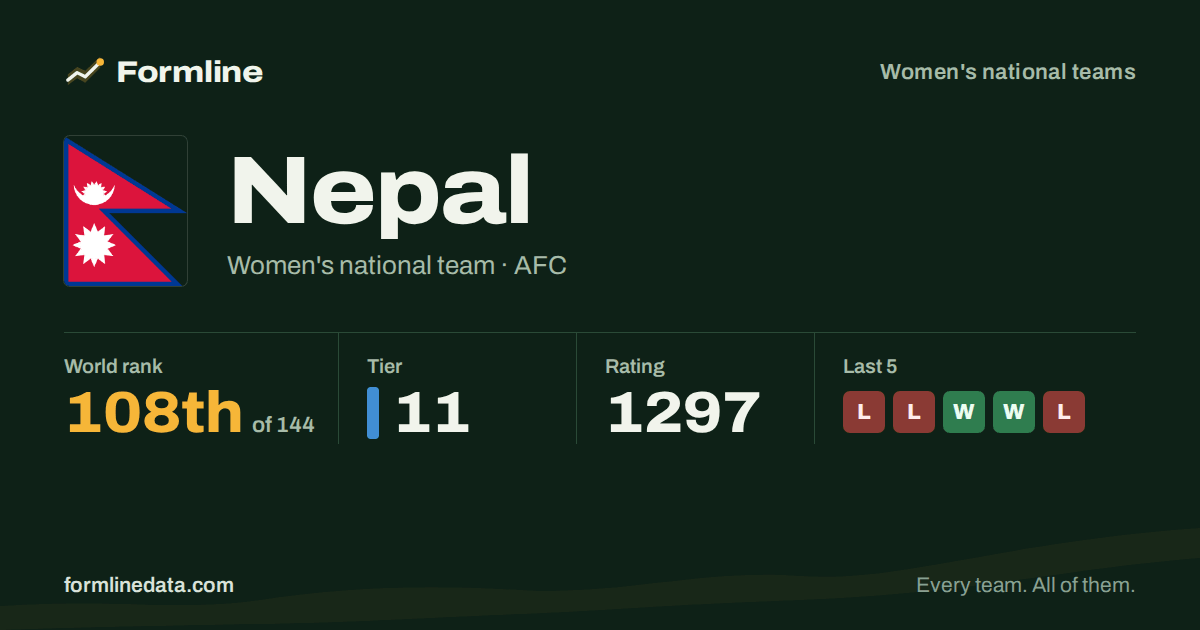 Formline
Women's national teams
Nepal
Women's national team · AFC
World rank
108th of 144
Tier
11
Rating
1297
Last 5
L L W W L
formlinedata.com
Every team. All of them.